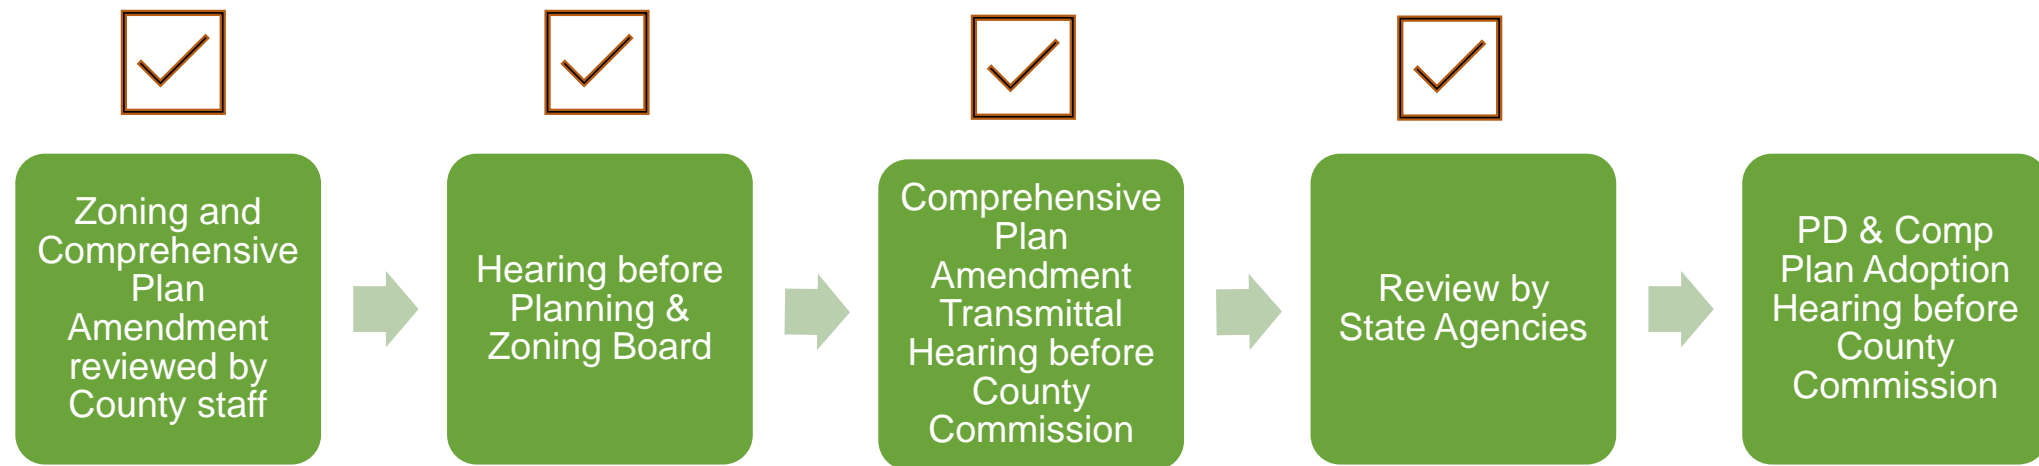 Zoning and
Comprehensive
Plan
Amendment
reviewed by
County staff
Hearing before
Planning &
Zoning Board
Comprehensive
Plan
Amendment
Transmittal
Hearing before
County
Commission
Review by
State Agencies
PD & Comp
Plan Adoption
Hearing before
County
Commission